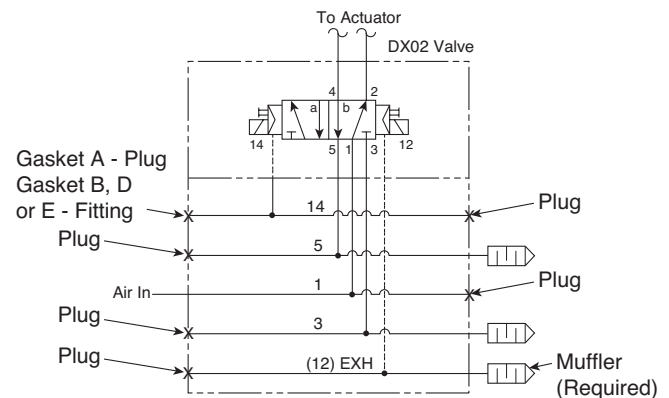 To Actuator
DX02 Valve
4 2
a b
14 5 1 3 12
Gasket A - Plug
Gasket B, D
or E - Fitting
14
Plug
Plug
5
Air In
1
Plug
Plug
3
Plug
(12) EXH
Muffler
(Required)